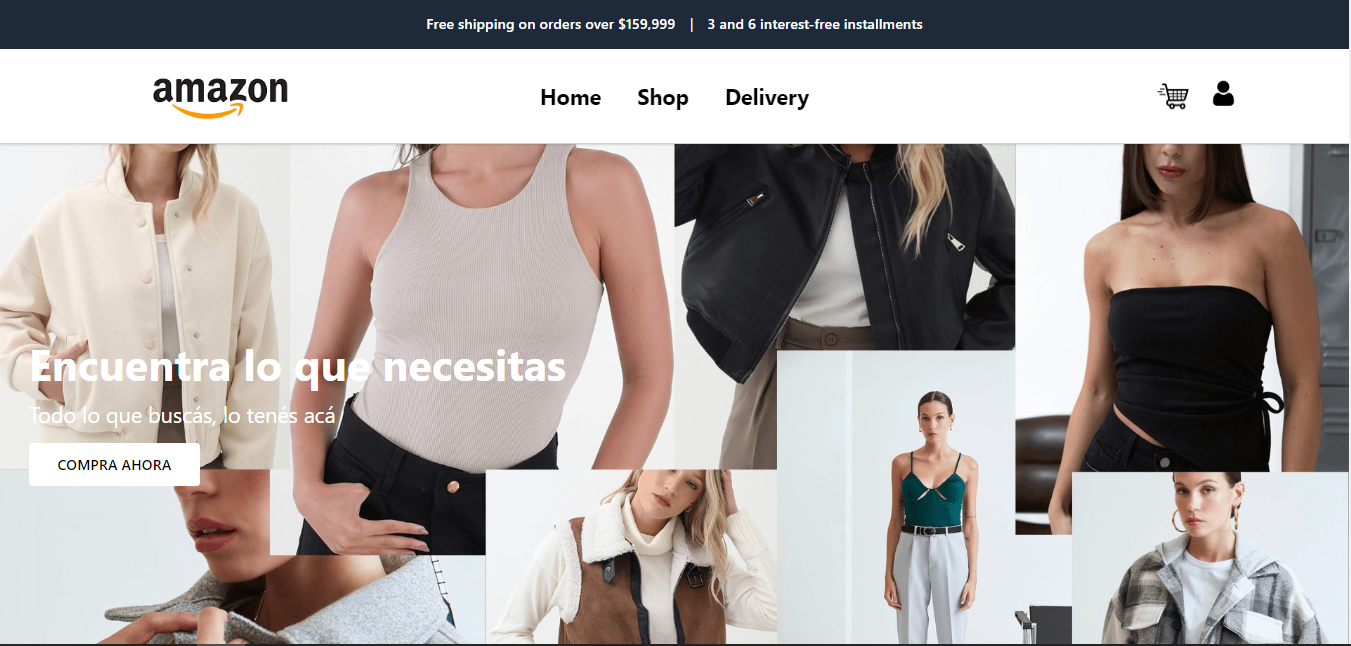 Free shipping on orders over $159,999 | 3 and 6 interest-free installments
amazon
Home Shop Delivery
Encuentra lo que necesitas
Todo lo que buscás, lo tenés acá
COMPRA AHORA